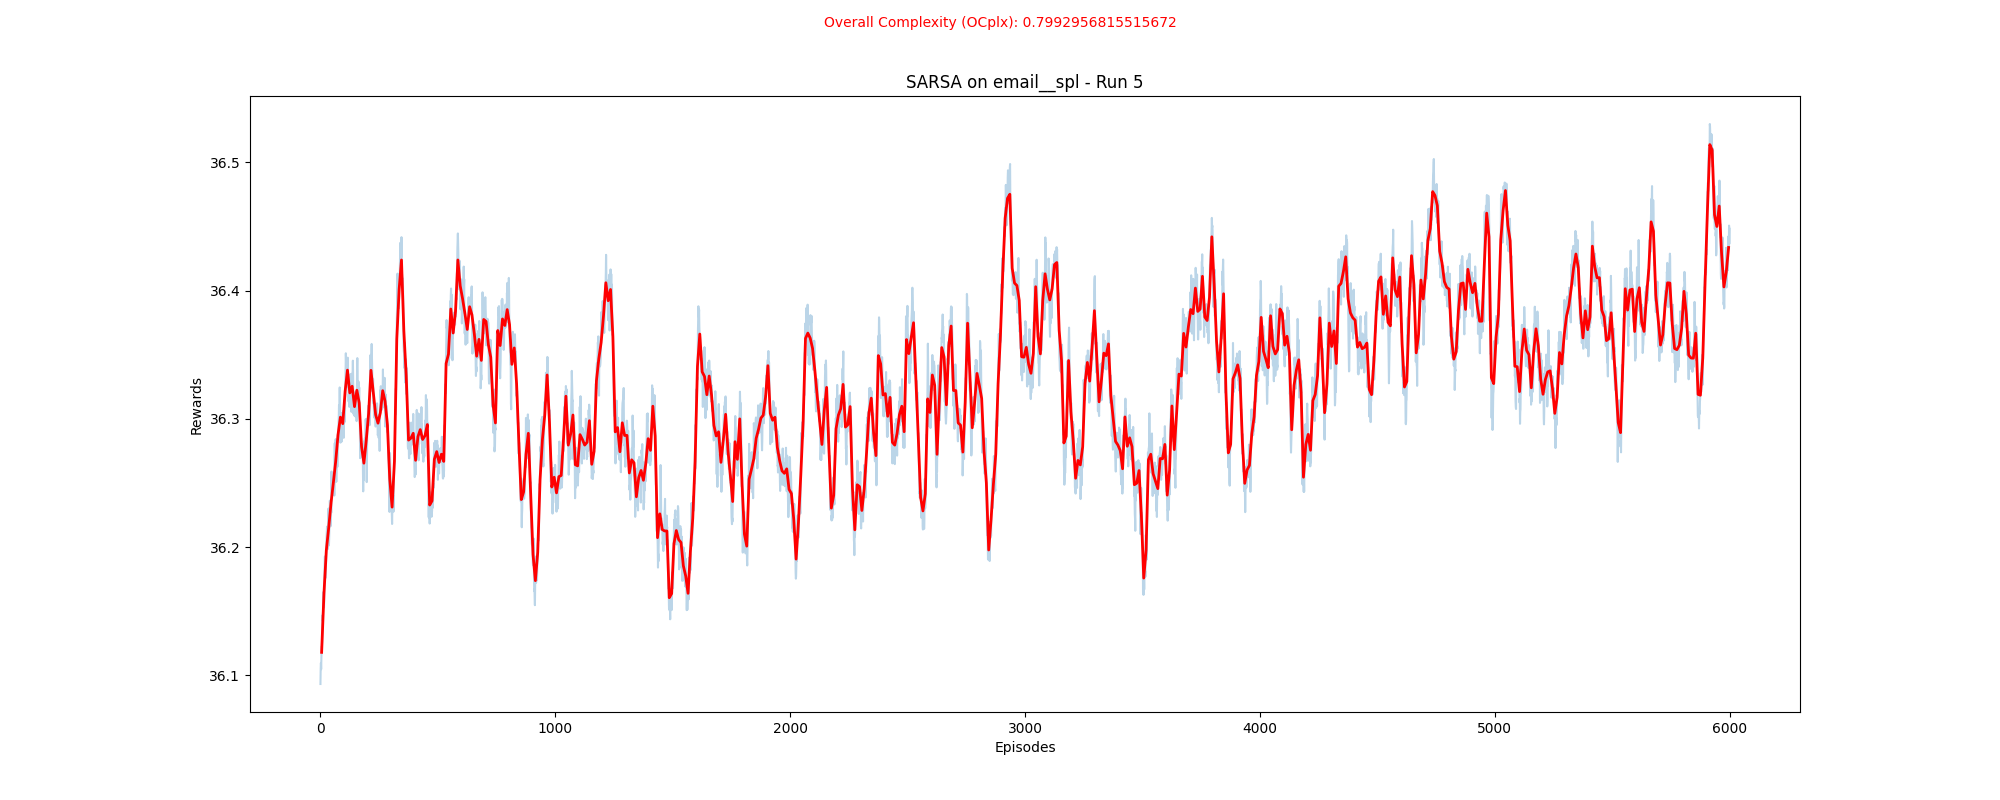 Overall Complexity (OCplx): 0.7992956815515672
SARSA on email__spl - Run 5
36.5
36.4
36.3
36.2
36.1
Rewards
0 1000 2000 3000 4000 5000 6000
Episodes